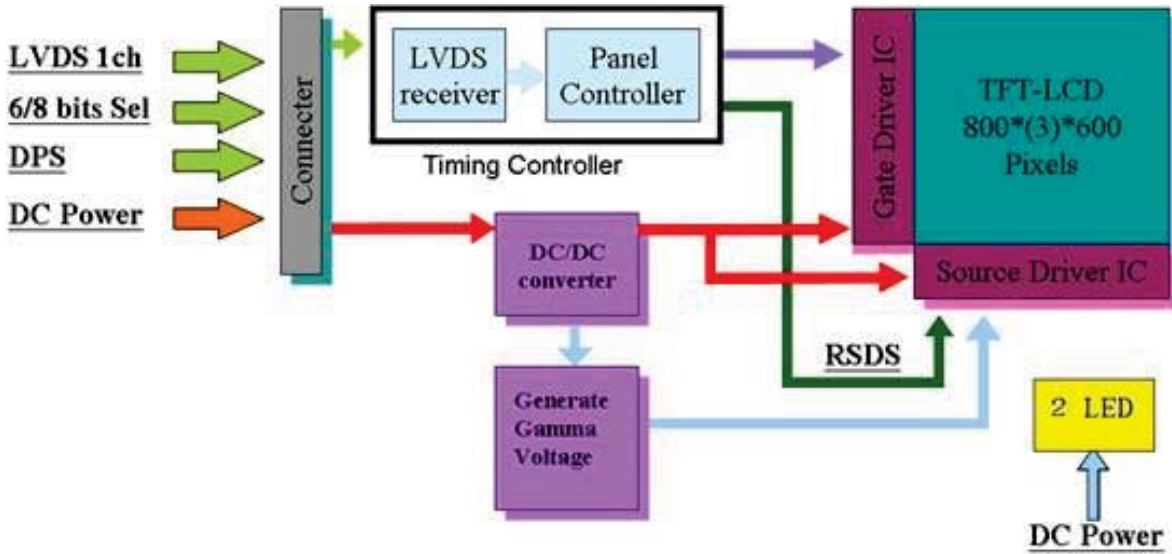 LVDS 1ch
6/8 bits Sel
DPS
DC Power
Connecter
LVDS
receiver
Panel
Controller
Timing Controller
Gate Driver IC
TFT-LCD
800*(3)*600
Pixels
Source Driver IC
DC/DC
converter
RSDS
Generate
Gamma
Voltage
2 LED
DC Power